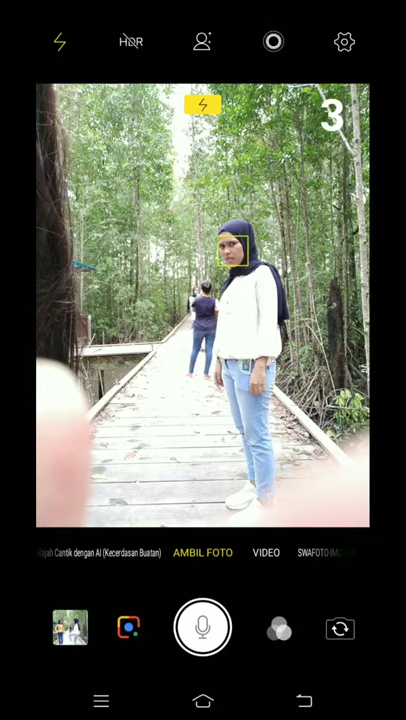 HDR
3
ajah Cantik dengan AI (Kecerdasan Buatan)
AMBIL FOTO
VIDEO
SWAFOTO